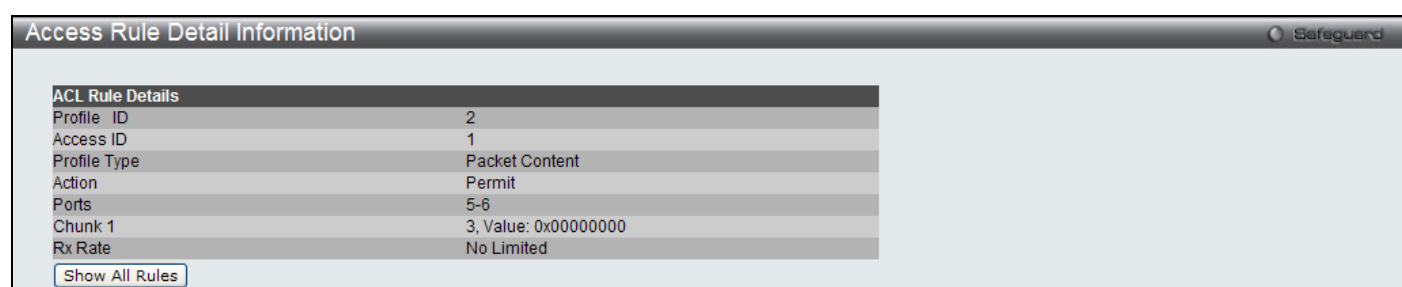 Access Rule Detail Information
Safeguard
ACL Rule Details
Profile ID 2
Access ID 1
Profile Type Packet Content
Action Permit
Ports 5-6
Chunk 1 3, Value: 0x00000000
Rx Rate No Limited
Show All Rules